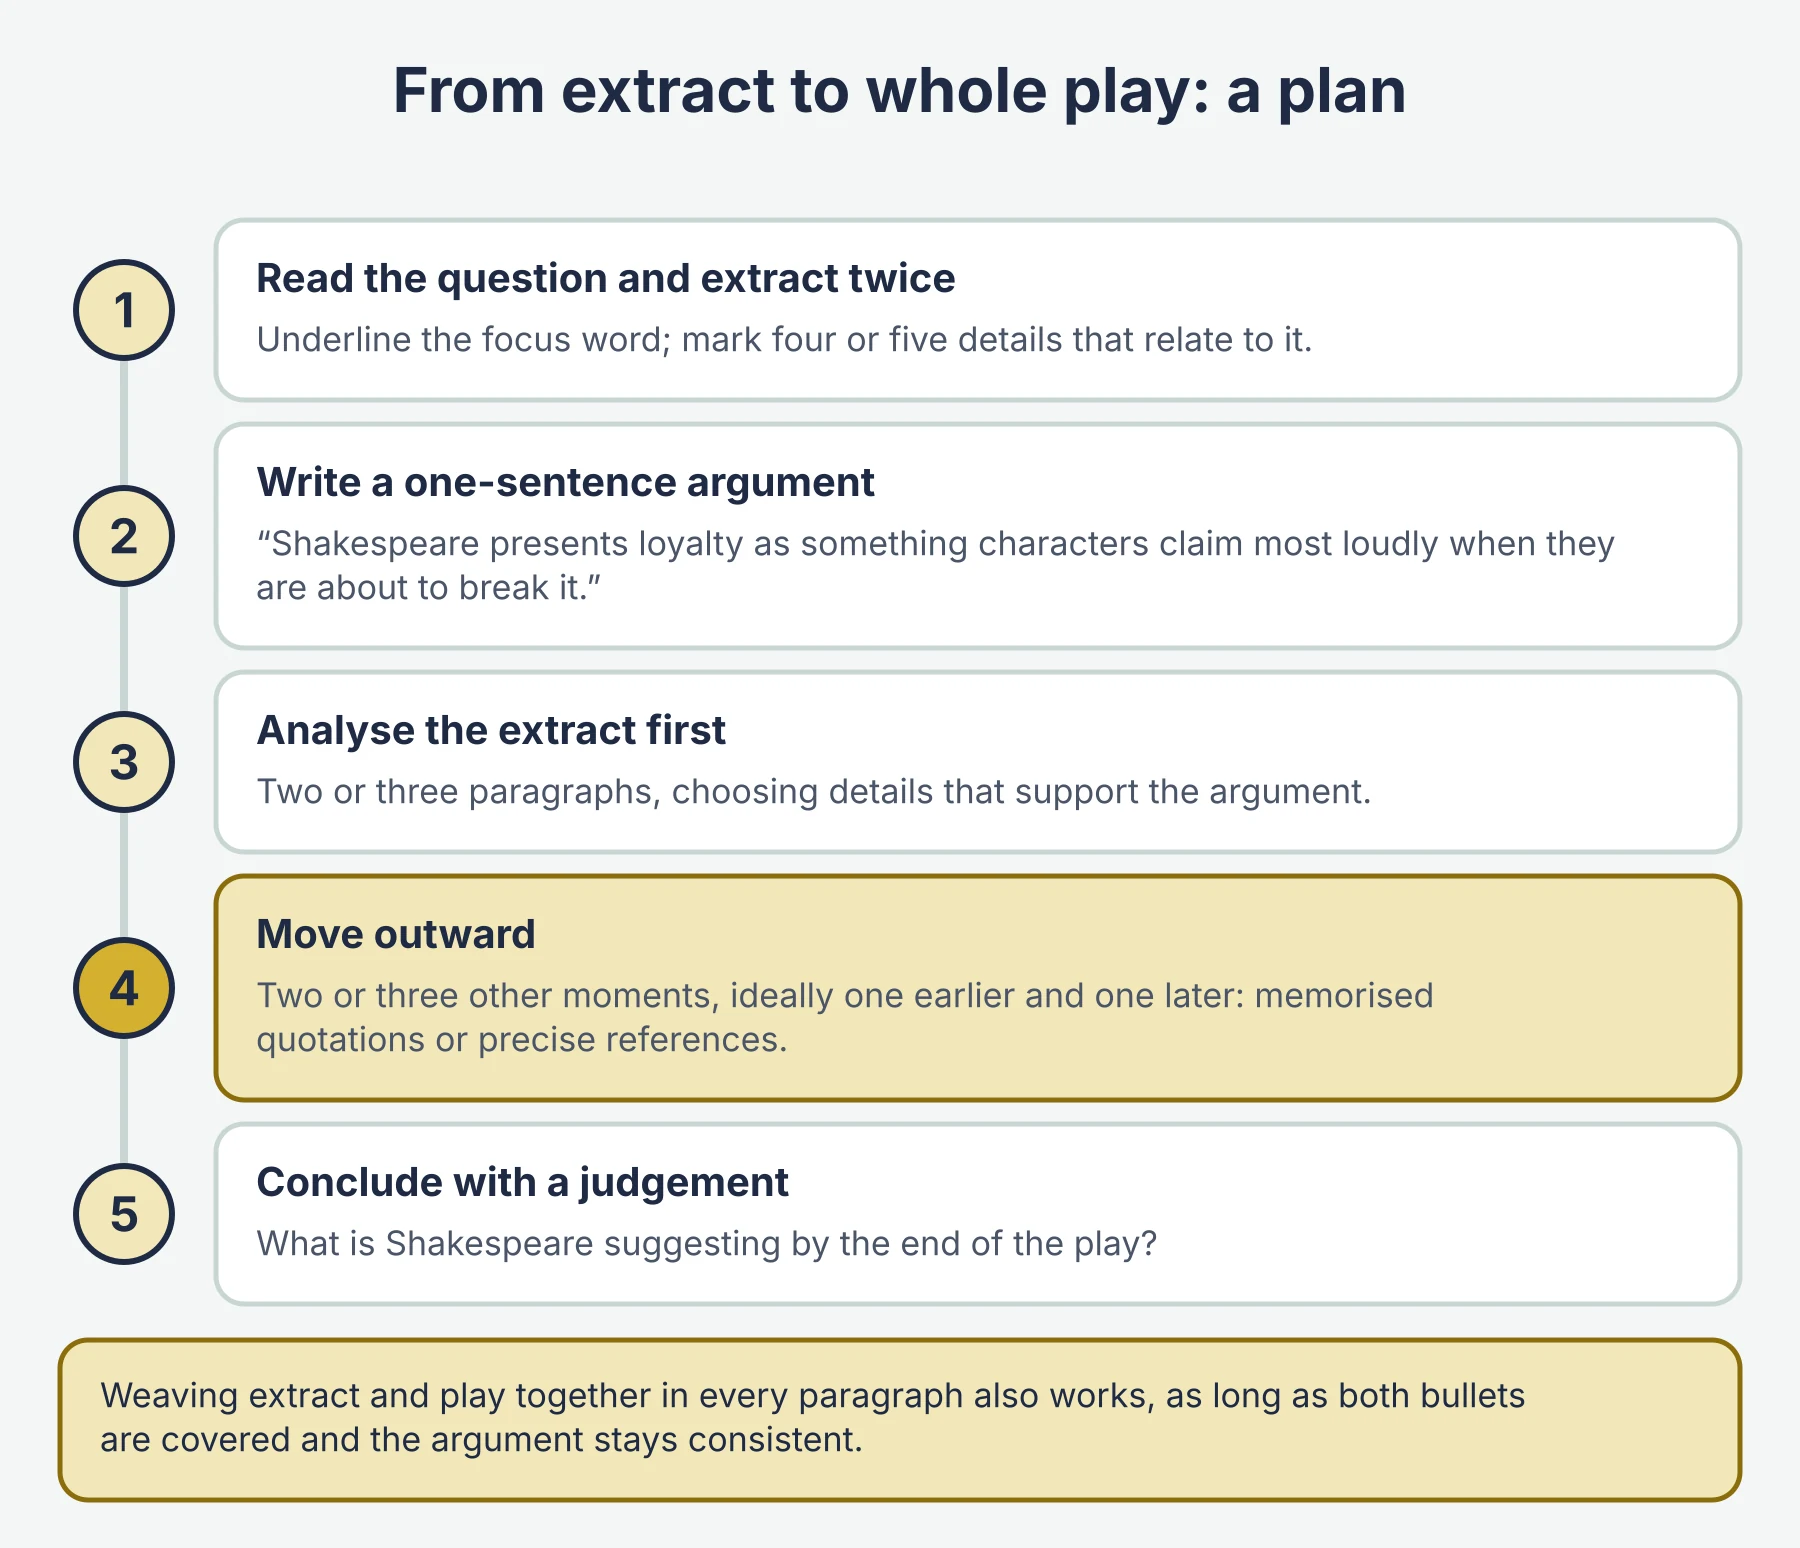 From extract to whole play: a plan
1
Read the question and extract twice
Underline the focus word; mark four or five details that relate to it.
2
Write a one-sentence argument
“Shakespeare presents loyalty as something characters claim most loudly when they
are about to break it.”
3
Analyse the extract first
Two or three paragraphs, choosing details that support the argument.
4
Move outward
Two or three other moments, ideally one earlier and one later: memorised
quotations or precise references.
5
Conclude with a judgement
What is Shakespeare suggesting by the end of the play?
Weaving extract and play together in every paragraph also works, as long as both bullets
are covered and the argument stays consistent.